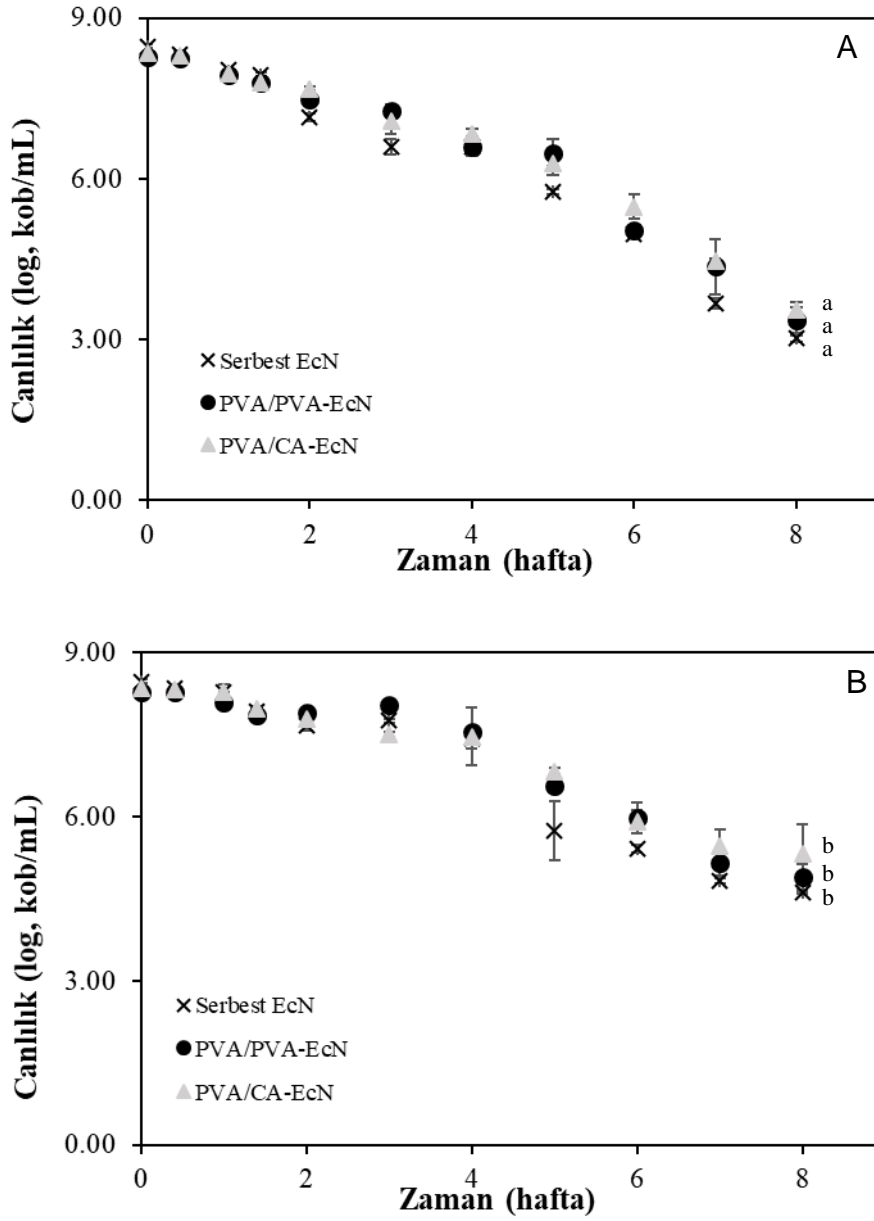 A
9.00
6.00
3.00
0.00
Canlılık (log, kob/mL)
Serbest EcN
PVA/PVA-EcN
PVA/CA-EcN
a
a
a
0 2 4 6 8
Zaman (hafta)
B
9.00
6.00
3.00
0.00
Canlılık (log, kob/mL)
Serbest EcN
PVA/PVA-EcN
PVA/CA-EcN
b
b
b
0 2 4 6 8
Zaman (hafta)